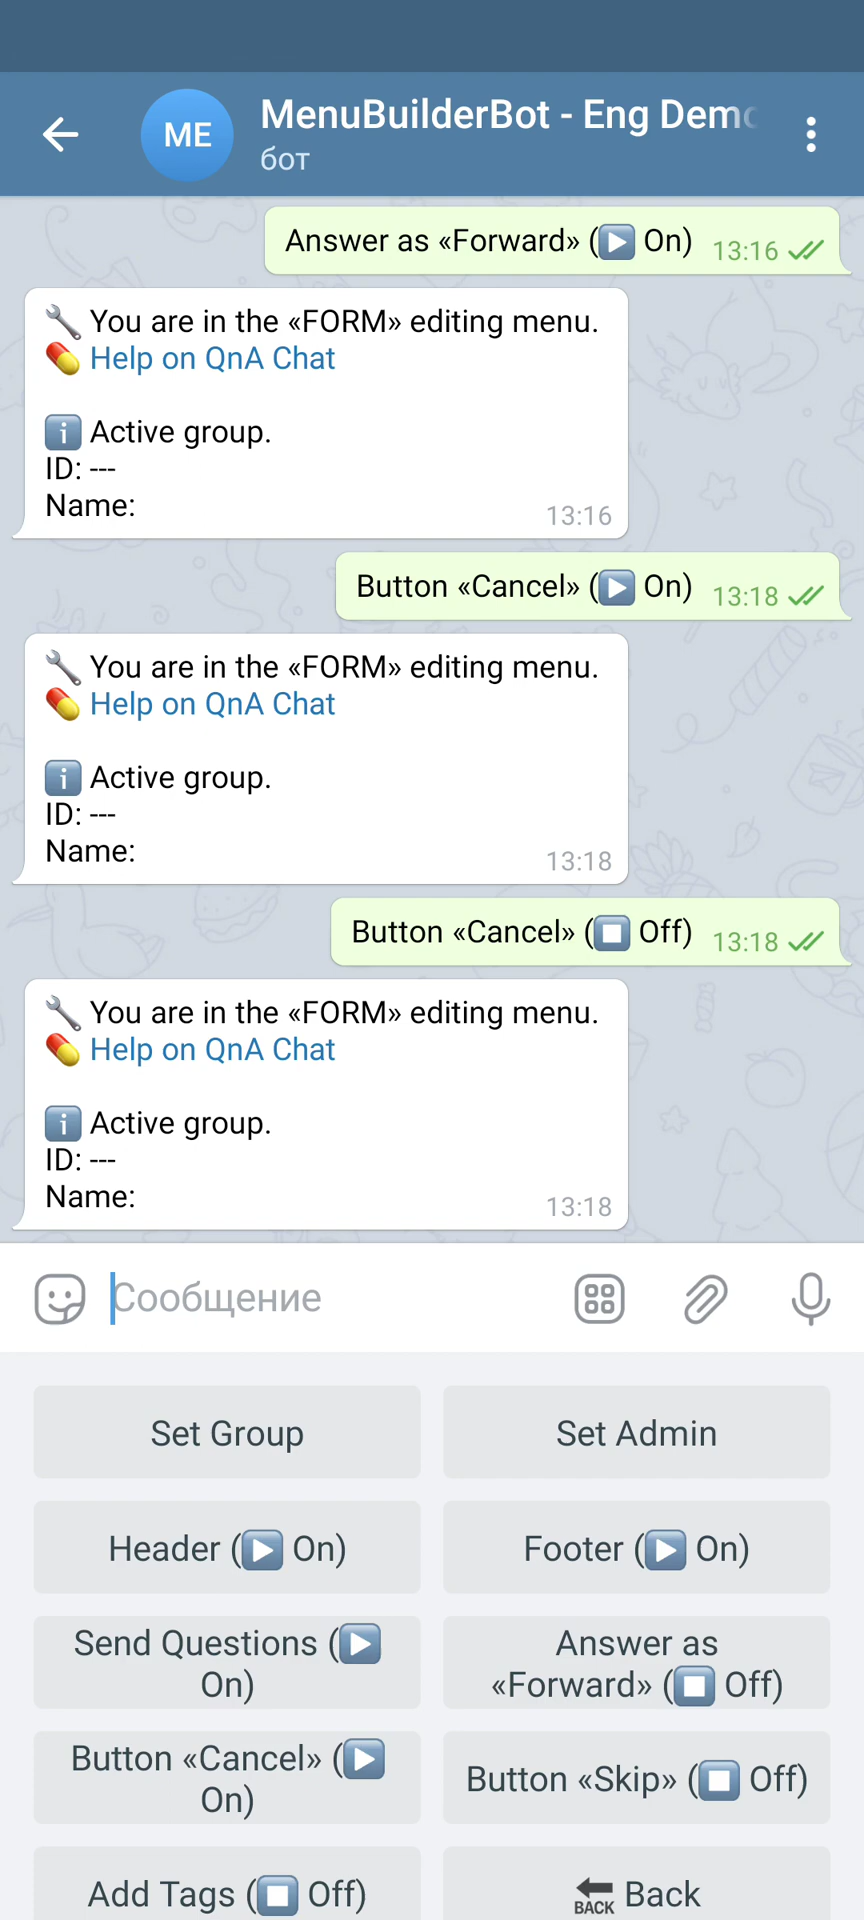 ME
MenuBuilderBot - Eng Demo
бот
Answer as «Forward» (▶️ On) 13:16
🔧 You are in the «FORM» editing menu.
💊 Help on QnA Chat
ℹ️ Active group.
ID: ---
Name:
13:16
Button «Cancel» (▶️ On) 13:18
🔧 You are in the «FORM» editing menu.
💊 Help on QnA Chat
ℹ️ Active group.
ID: ---
Name:
13:18
Button «Cancel» (⏹️ Off) 13:18
🔧 You are in the «FORM» editing menu.
💊 Help on QnA Chat
ℹ️ Active group.
ID: ---
Name:
13:18
Сообщение
Set Group
Set Admin
Header (▶️ On)
Footer (▶️ On)
Send Questions (▶️
On)
Answer as
«Forward» (⏹️ Off)
Button «Cancel» (▶️
On)
Button «Skip» (⏹️ Off)
Add Tags (⏹️ Off)
🔙 Back